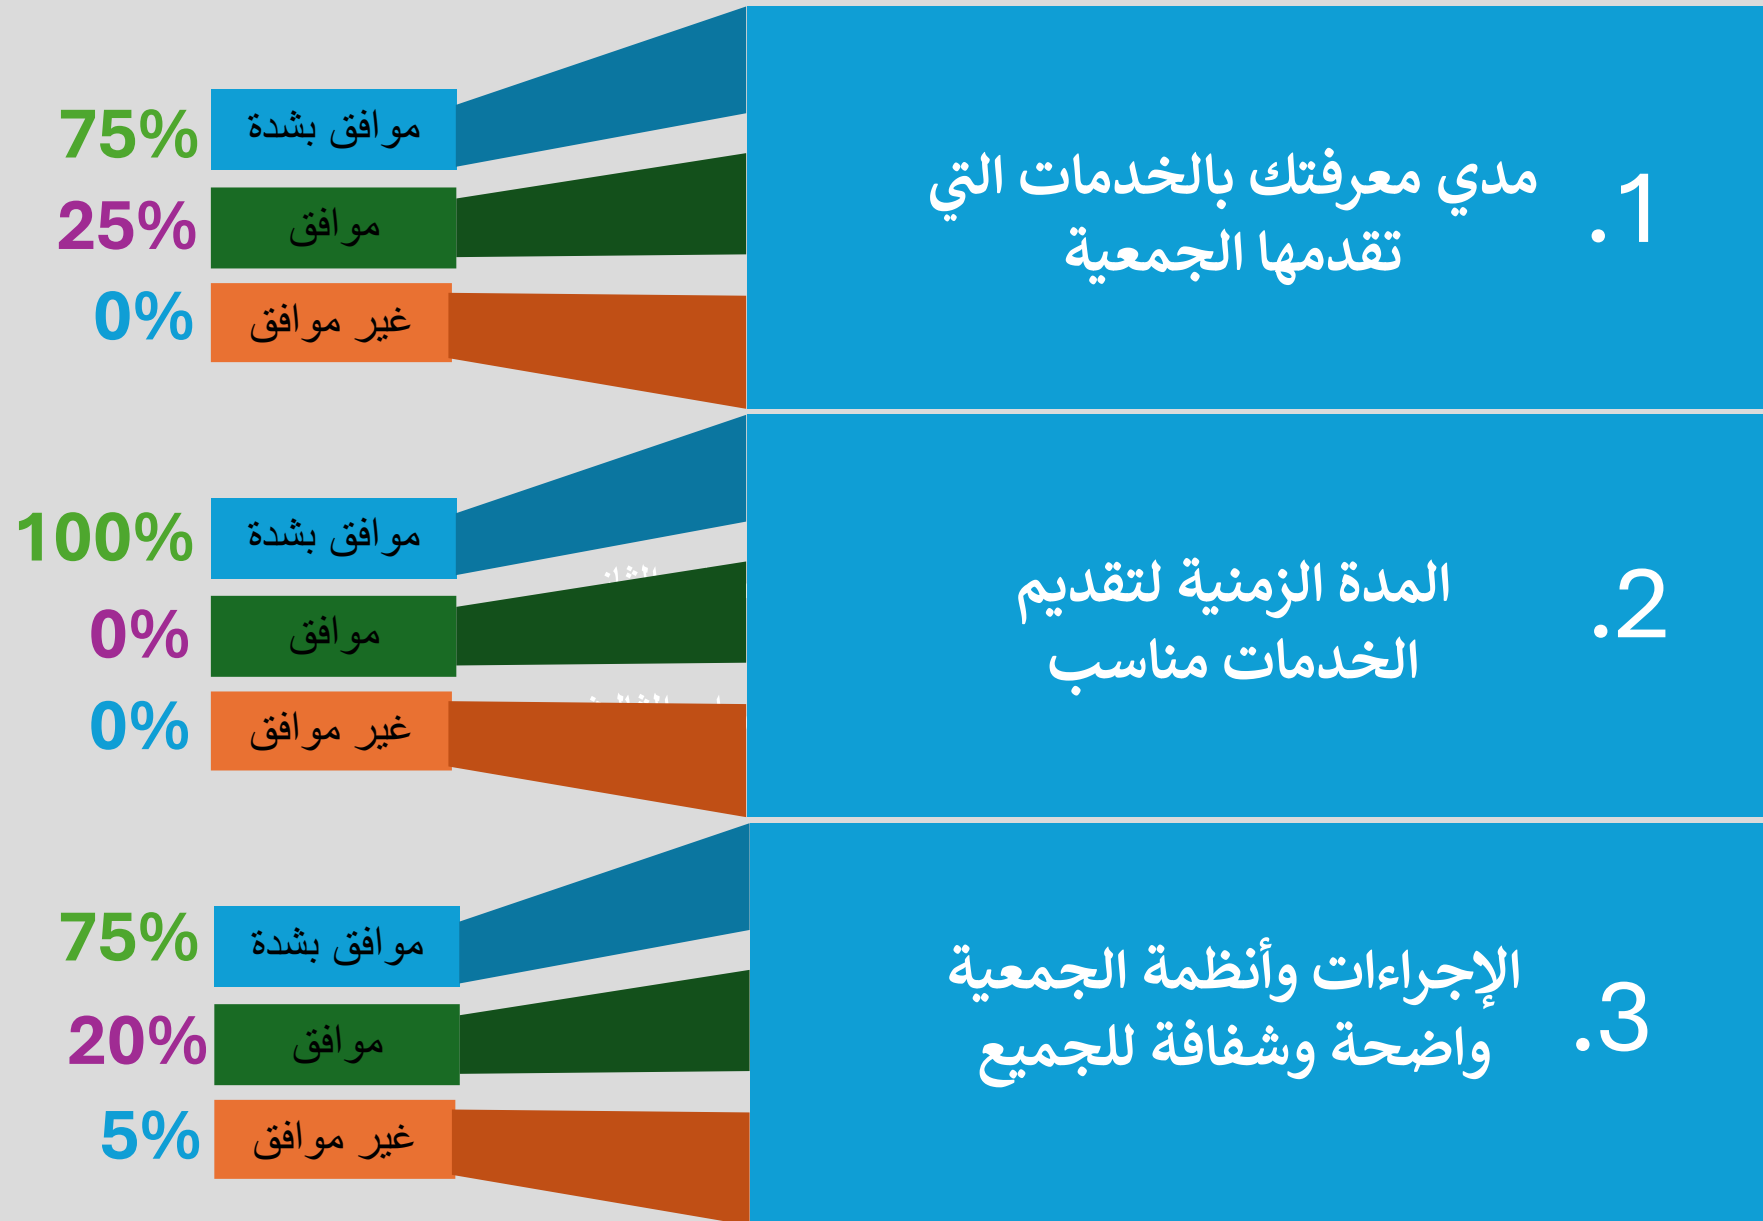 1.
مدي معرفتك بالخدمات التي
تقدمها الجمعية
موافق بشدة
75%
موافق
25%
غير موافق
0%
2.
المدة الزمنية لتقديم
الخدمات مناسب
موافق بشدة
100%
موافق
0%
غير موافق
0%
3.
الإجراءات وأنظمة الجمعية
واضحة وشفافة للجميع
موافق بشدة
75%
موافق
20%
غير موافق
5%